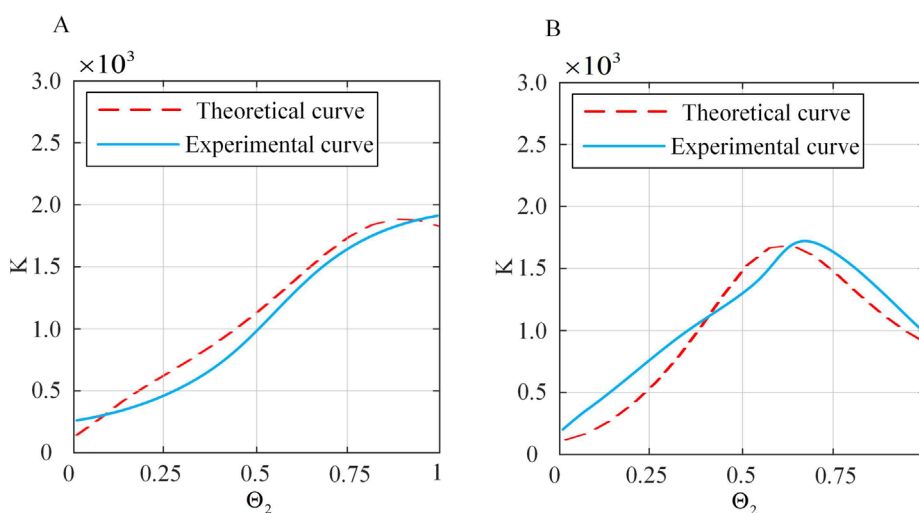 A
×10³
3.0
2.5
2.0
1.5
1.0
0.5
0
K
Theoretical curve
Experimental curve
0 0.25 0.5 0.75 1
Θ₂
B
×10³
3.0
2.5
2.0
1.5
1.0
0.5
0
K
Theoretical curve
Experimental curve
0 0.25 0.5 0.75
Θ₂